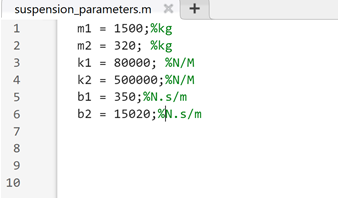 suspension_parameters.m × +
1 m1 = 1500;%kg
2 m2 = 320; %kg
3 k1 = 80000; %N/M
4 k2 = 500000;%N/M
5 b1 = 350;%N.s/m
6 b2 = 15020;%N.s/m
7
8
9
10